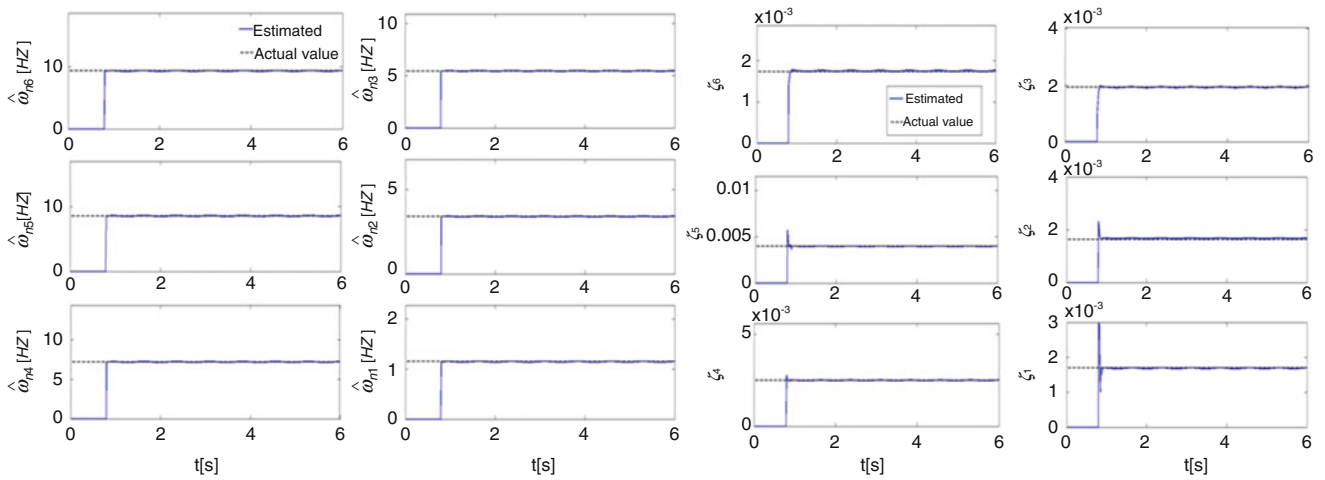 Estimated
Actual value
ω̂n6 [HZ]
10
0
0 2 4 6
ω̂n3 [HZ]
10
5
0
0 2 4 6
x10-3
ζ6
2
1
0
Estimated
Actual value
0 2 4 6
x10-3
ζ3
4
2
0
0 2 4 6
ω̂n5[HZ]
10
0
0 2 4 6
ω̂n2 [HZ]
5
3
0
0 2 4 6
ζ5
0.01
0.005
0
0 2 4 6
x10-3
ζ2
4
2
0
0 2 4 6
ω̂n4 [HZ]
10
7
0
0 2 4 6
t[s]
ω̂n1 [HZ]
2
1
0
0 2 4 6
t[s]
x10-3
ζ4
5
0
0 2 4 6
t[s]
x10-3
ζ1
3
2
1
0
0 2 4 6
t[s]